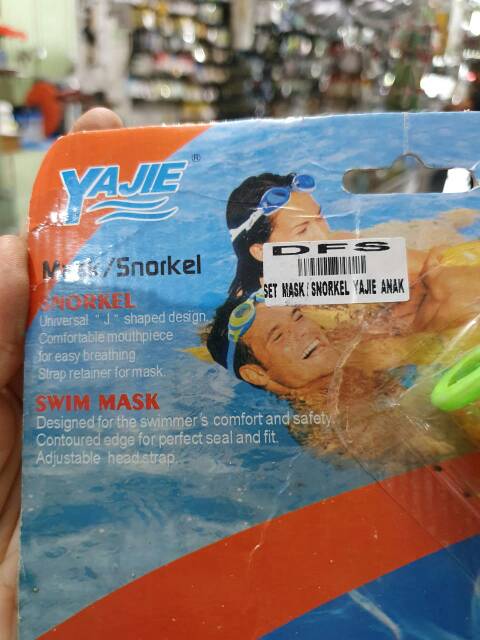 YAJIE ®
Mask/Snorkel
SNORKEL
Universal "J" shaped design,
Comfortable mouthpiece
for easy breathing.
Strap retainer for mask.
SWIM MASK
Designed for the swimmer's comfort and safety.
Contoured edge for perfect seal and fit.
Adjustable head strap.
DFS
SET MASK/SNORKEL YAJIE ANAK